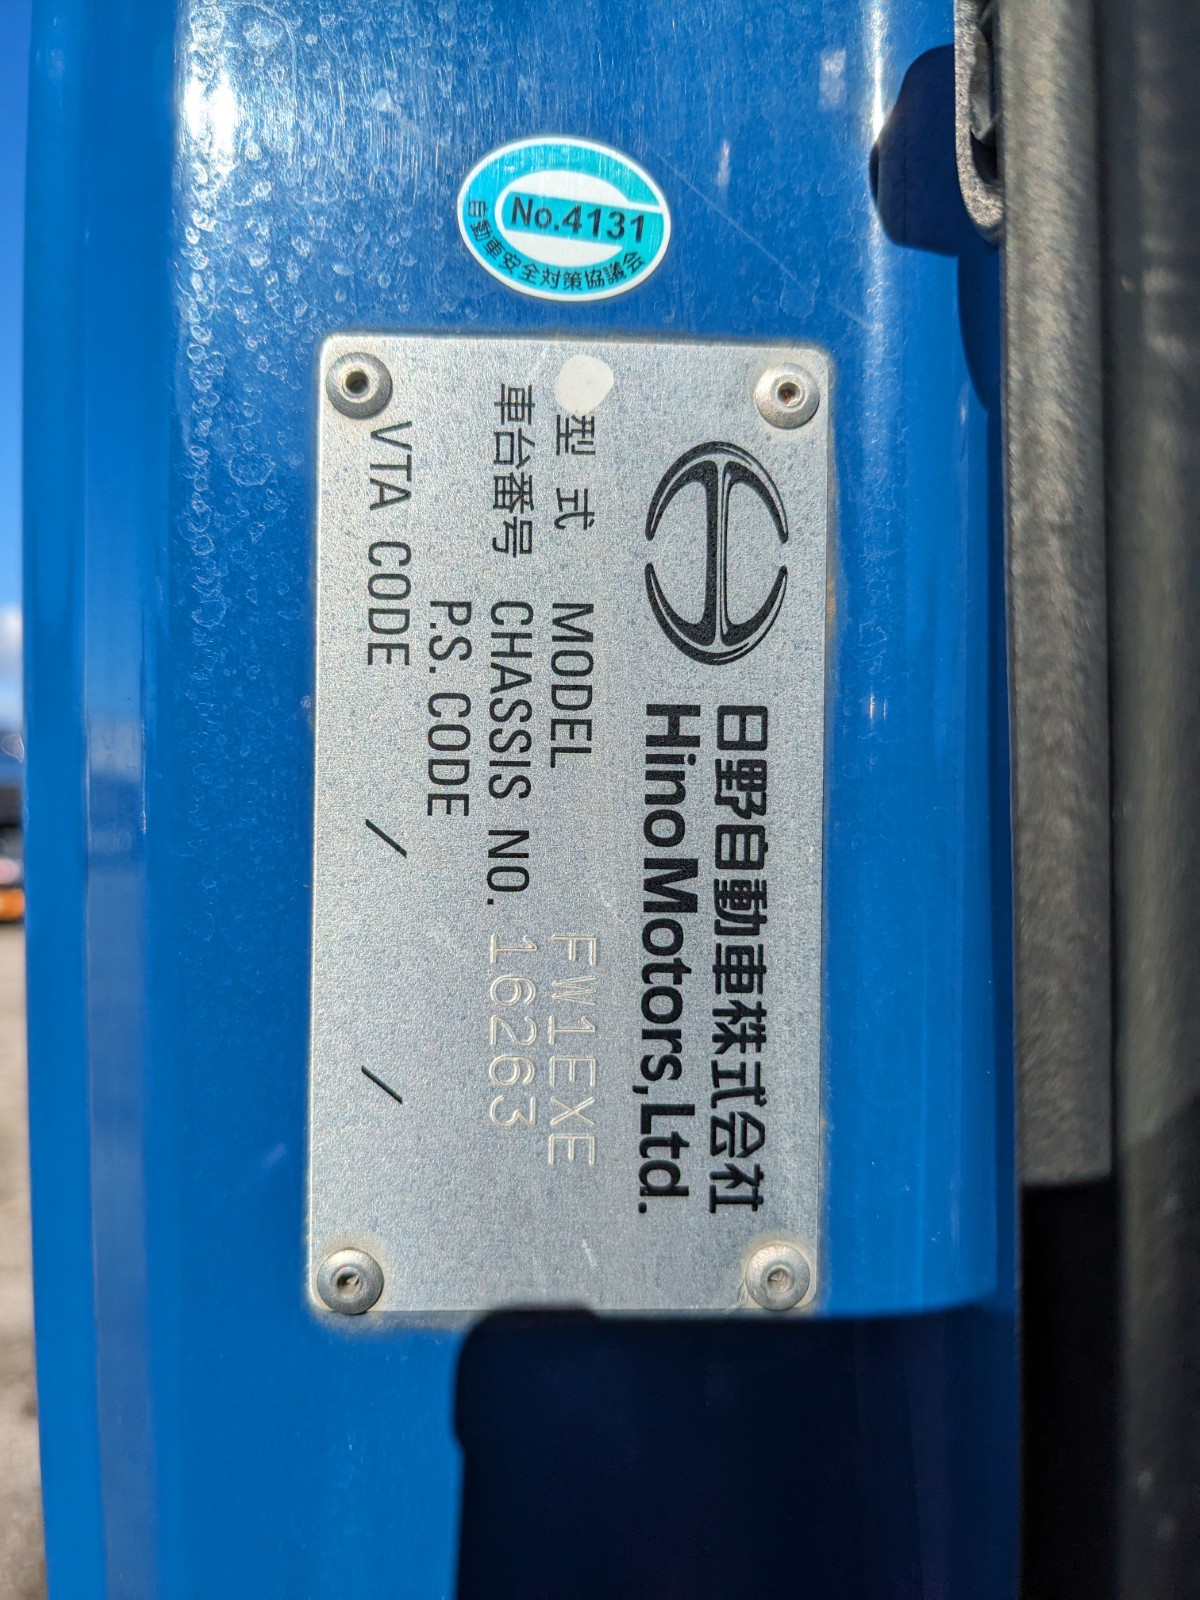 No.4131
自動車安全対策協議会
日野自動車株式会社
Hino Motors, Ltd.
型式 MODEL FW1EXE
車台番号 CHASSIS NO. 16263
P.S. CODE
VTA CODE / /